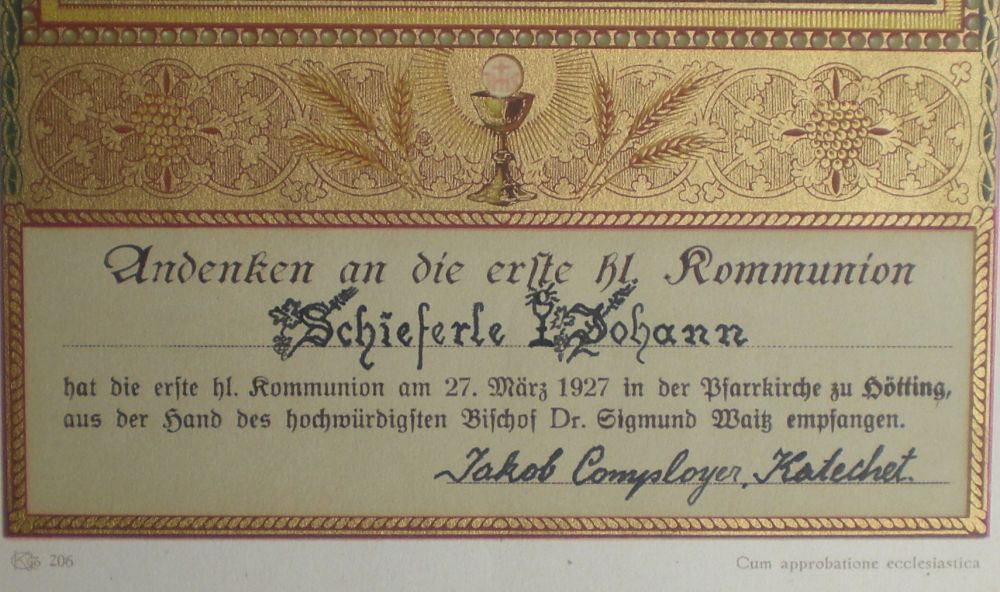 Andenken an die erste hl. Kommunion
Schieferle Johann
hat die erste hl. Kommunion am 27. März 1927 in der Pfarrkirche zu Hötting,
aus der Hand des hochwürdigsten Bischof Dr. Sigmund Waitz empfangen.
Jakob Comployer, Katechet.
206
Cum approbatione ecclesiastica